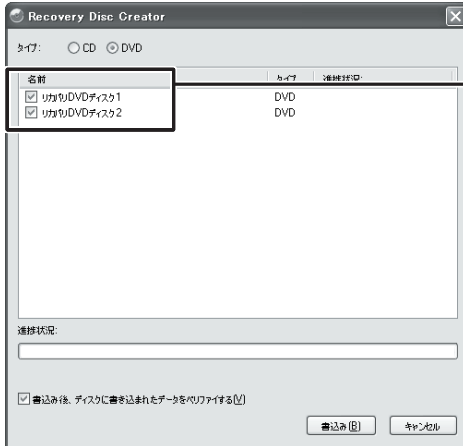 Recovery Disc Creator
タイプ: CD DVD
名前 タイプ 進捗状況:
リカバリDVDディスク1 DVD
リカバリDVDディスク2 DVD
進捗状況:
書込み後、ディスクに書き込まれたデータをベリファイする(V)
書込み(B) キャンセル